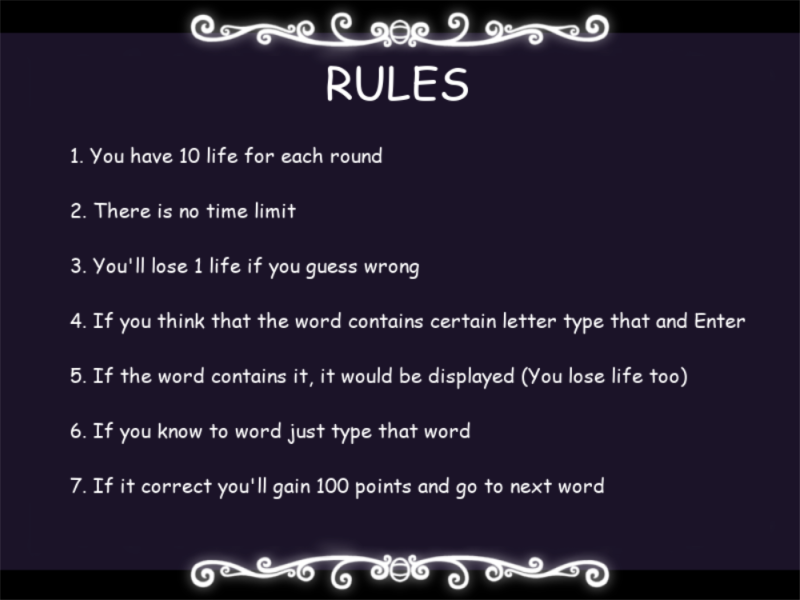 RULES
1. You have 10 life for each round
2. There is no time limit
3. You'll lose 1 life if you guess wrong
4. If you think that the word contains certain letter type that and Enter
5. If the word contains it, it would be displayed (You lose life too)
6. If you know to word just type that word
7. If it correct you'll gain 100 points and go to next word